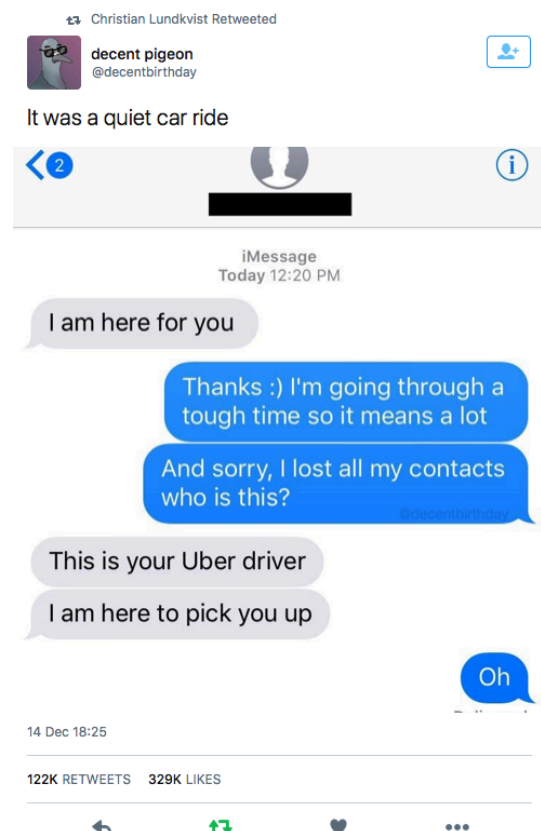 Christian Lundkvist Retweeted
decent pigeon
@decentbirthday
It was a quiet car ride
2
i
iMessage
Today 12:20 PM
I am here for you
Thanks :) I'm going through a
tough time so it means a lot
And sorry, I lost all my contacts
who is this?
@decentbirthday
This is your Uber driver
I am here to pick you up
Oh
14 Dec 18:25
122K RETWEETS 329K LIKES